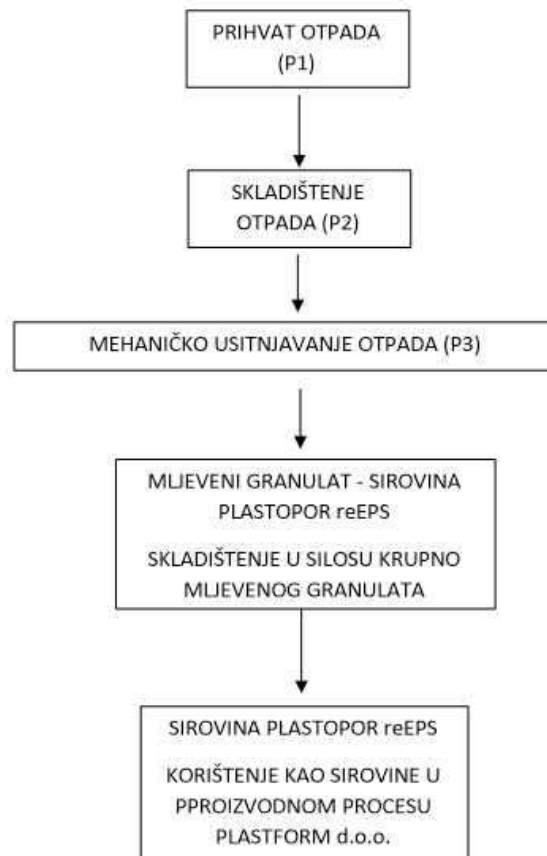 PRIHVAT OTPADA
(P1)
SKLADIŠTENJE
OTPADA (P2)
MEHANIČKO USITNJAVANJE OTPADA (P3)
MLJEVENI GRANULAT - SIROVINA
PLASTOPOR reEPS
SKLADIŠTENJE U SILOSU KRUPNO
MLJEVENOG GRANULATA
SIROVINA PLASTOPOR reEPS
KORIŠTENJE KAO SIROVINE U
PPROIZVODNOM PROCESU
PLASTFORM d.o.o.